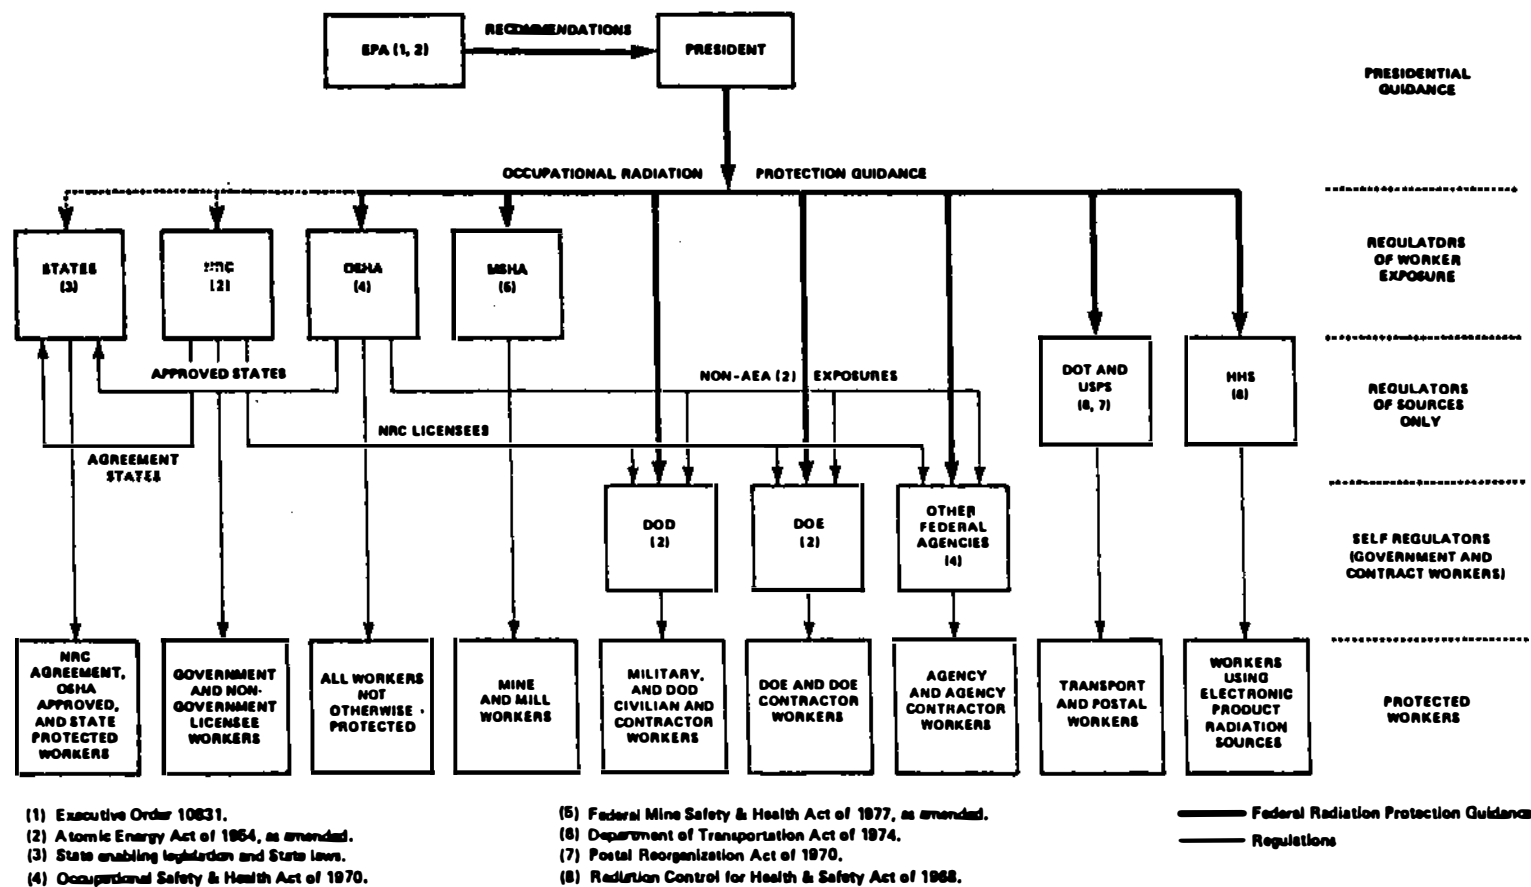 EPA (1, 2)
RECOMMENDATIONS
PRESIDENT
PRESIDENTIAL
GUIDANCE
OCCUPATIONAL RADIATION PROTECTION GUIDANCE
STATES
(3)
NRC
(2)
OSHA
(4)
MSHA
(5)
REGULATORS
OF WORKER
EXPOSURE
APPROVED STATES
NON-AEA (2) EXPOSURES
NRC LICENSEES
AGREEMENT
STATES
DOT AND
USPS
(6, 7)
HHS
(8)
REGULATORS
OF SOURCES
ONLY
DOD
(2)
DOE
(2)
OTHER
FEDERAL
AGENCIES
(4)
SELF REGULATORS
(GOVERNMENT AND
CONTRACT WORKERS)
NRC
AGREEMENT,
OSHA
APPROVED,
AND STATE
PROTECTED
WORKERS
GOVERNMENT
AND NON-
GOVERNMENT
LICENSEE
WORKERS
ALL WORKERS
NOT
OTHERWISE
PROTECTED
MINE
AND MILL
WORKERS
MILITARY,
AND DOD
CIVILIAN AND
CONTRACTOR
WORKERS
DOE AND DOE
CONTRACTOR
WORKERS
AGENCY
AND AGENCY
CONTRACTOR
WORKERS
TRANSPORT
AND POSTAL
WORKERS
WORKERS
USING
ELECTRONIC
PRODUCT
RADIATION
SOURCES
PROTECTED
WORKERS
(1) Executive Order 10831.
(2) Atomic Energy Act of 1954, as amended.
(3) State enabling legislation and State laws.
(4) Occupational Safety & Health Act of 1970.
(5) Federal Mine Safety & Health Act of 1977, as amended.
(6) Department of Transportation Act of 1974.
(7) Postal Reorganization Act of 1970.
(8) Radiation Control for Health & Safety Act of 1968.
Federal Radiation Protection Guidance
Regulations